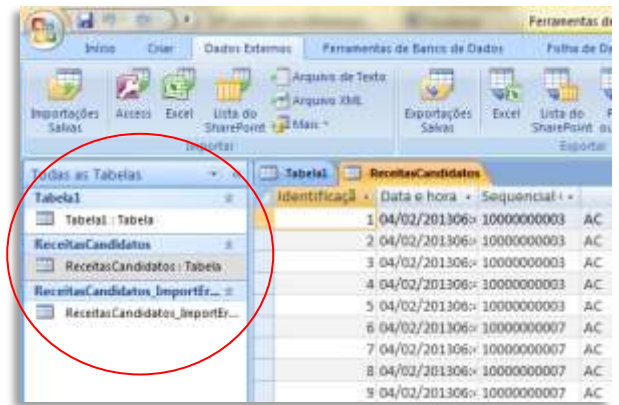 Ferramentas de
Início Criar Dados Externos Ferramentas de Banco de Dados Folha de Da
Importações Salvas Access Excel Lista do SharePoint Arquivo de Texto Arquivo XML Mais Exportações Salvas Excel Lista do SharePoint
Importar Exportar
Todas as Tabelas
Tabela1
Tabela1 : Tabela
ReceitasCandidatos
ReceitasCandidatos : Tabela
ReceitasCandidatos_ImportEr...
ReceitasCandidatos_ImportEr...
Tabela1 ReceitasCandidatos
Identificaçã Data e hora Sequencial
1 04/02/201306: 10000000003 AC
2 04/02/201306: 10000000003 AC
3 04/02/201306: 10000000003 AC
4 04/02/201306: 10000000003 AC
5 04/02/201306: 10000000003 AC
6 04/02/201306: 10000000007 AC
7 04/02/201306: 10000000007 AC
8 04/02/201306: 10000000007 AC
9 04/02/201306: 10000000007 AC